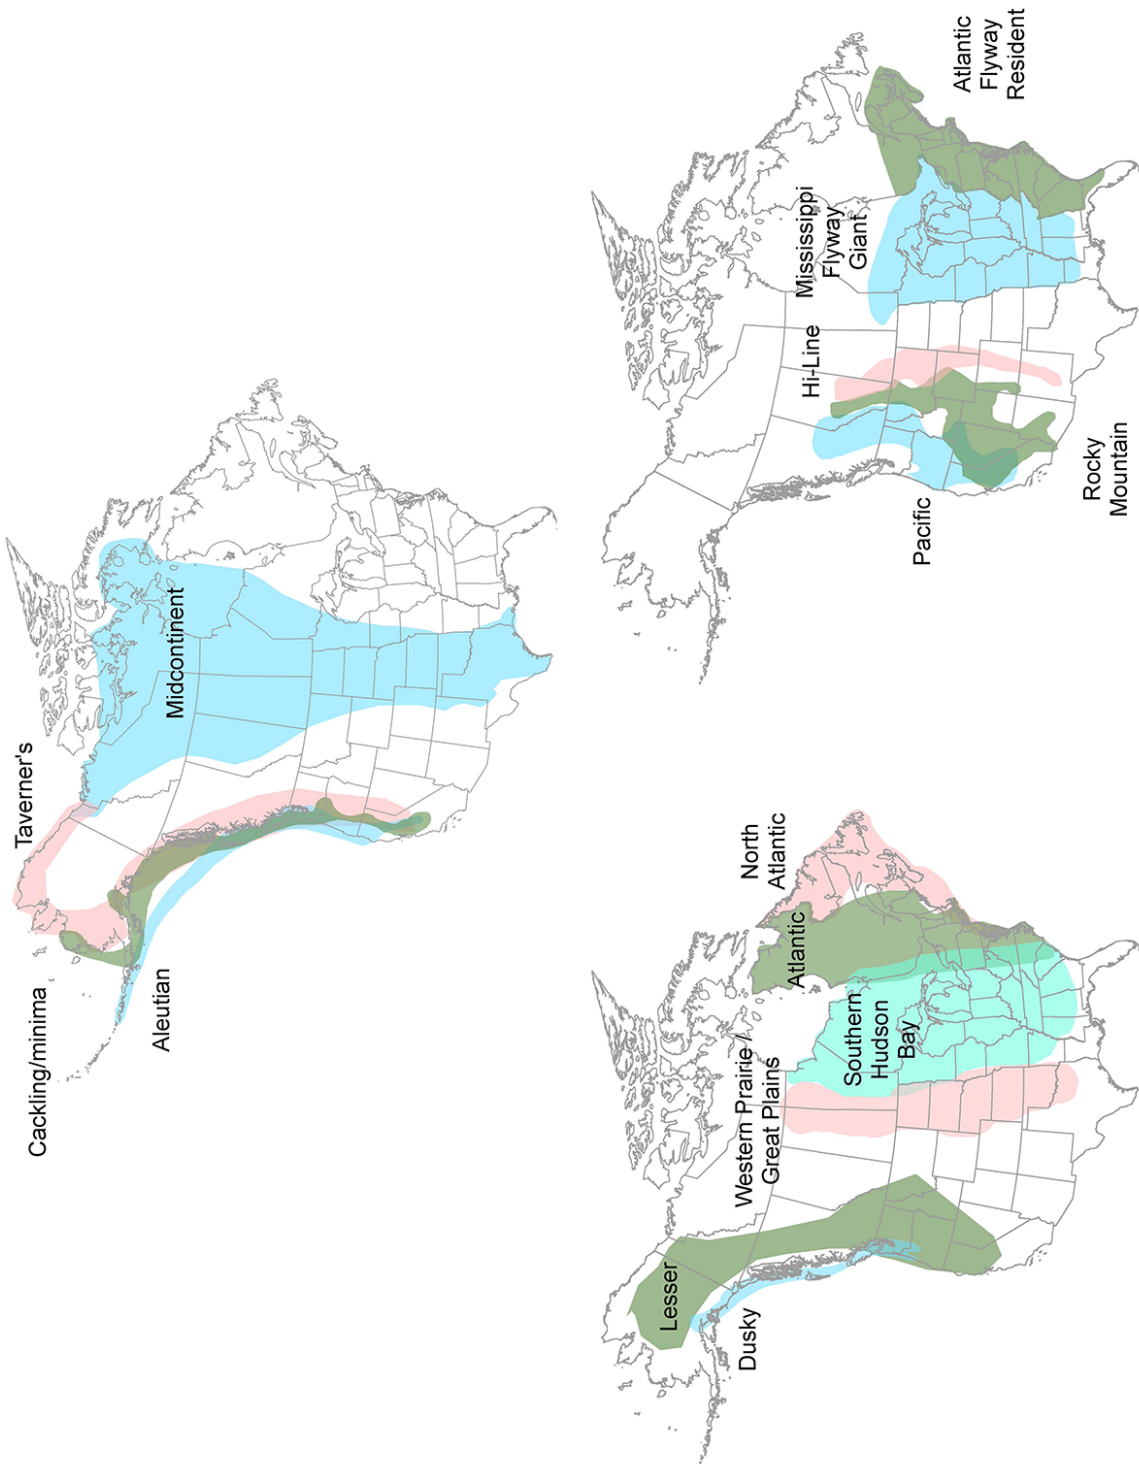 Cackling/minima
Taverner's
Aleutian
Midcontinent
Lesser
Dusky
Western Prairie /
Great Plains
Southern
Hudson
Bay
Atlantic
North
Atlantic
Pacific
Rocky
Mountain
Hi-Line
Mississippi
Flyway
Giant
Atlantic
Flyway
Resident